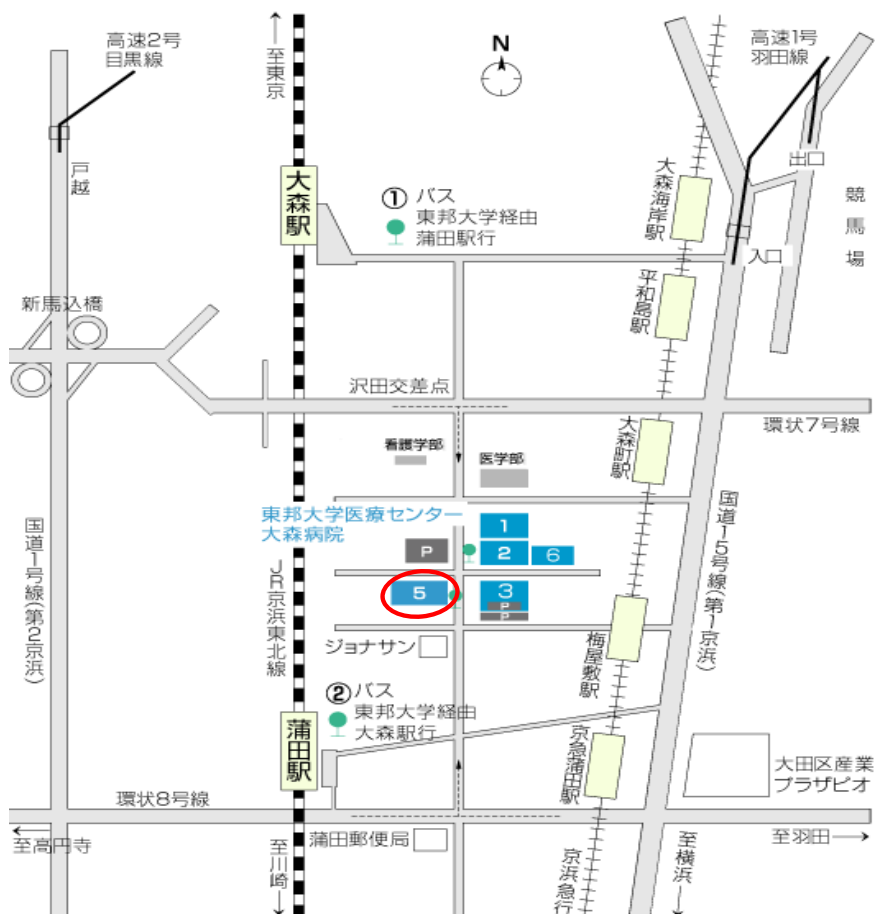 高速2号
目黒線
至東京
N
高速1号
羽田線
戸越
大森駅
① バス
東邦大学経由
蒲田駅行
大森海岸駅
出口
競馬場
入口
平和島駅
新馬込橋
沢田交差点
環状7号線
大森町駅
看護学部
医学部
東邦大学医療センター
大森病院
1
P
2
6
5
3
P
P
国道1号線(第2京浜)
JR京浜東北線
国道15号線(第1京浜)
ジョナサン
梅屋敷駅
② バス
東邦大学経由
大森駅行
蒲田駅
京急蒲田駅
大田区産業
プラザピオ
環状8号線
至高円寺
至川崎
蒲田郵便局
京浜急行
至横浜
至羽田